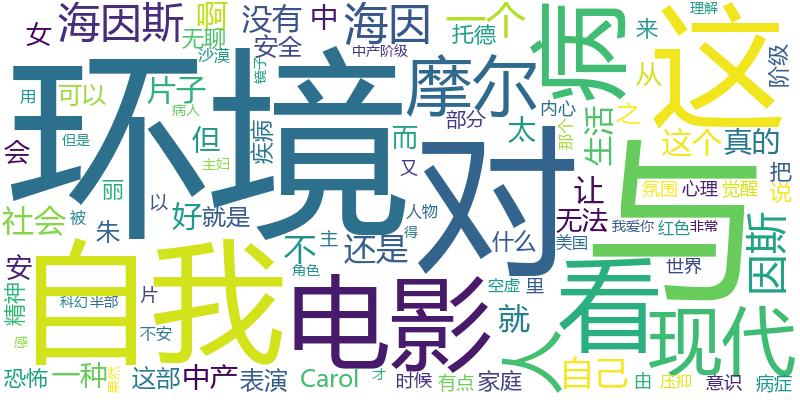 女
海因斯
啊
没有
中
海因
一个
病
这
来
理解
无聊
沙漠
安全
镜子
中产阶级
托德
从
阶级
用
可以
片子
环境
摩尔
内心
之
那个
生活
会
病人
但是
但
疾病
而
部分
太
这个
真的
丽
主妇
又
对
与
让
氛围
心理
觉醒
把
说
社会
被
朱
以
好
就是
人物
得
无法
我爱你
红色
非常
因斯
安
自我
不
主
还是
什么
美国
世界
角色
精神
科幻
半部
片
电影
空虚
里
看
现代
感
不安
就
人
恐怖
一种
果然
这部
中产
表演
Carol
才
时候
有点
家庭
自己
由
压抑
意识
病症